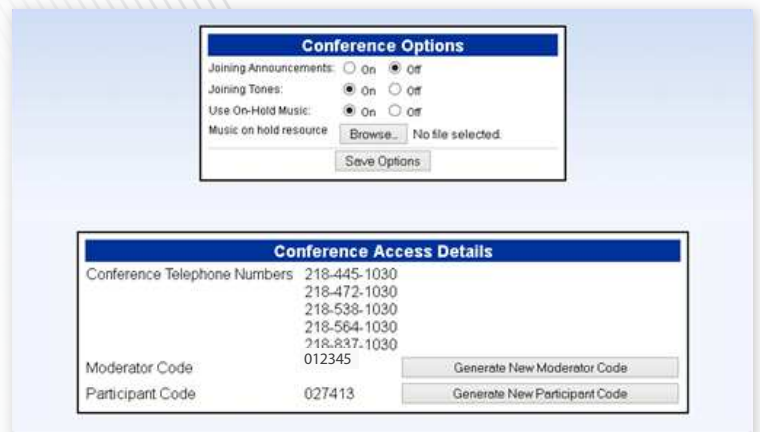 Conference Options
Joining Announcements: On Off
Joining Tones: On Off
Use On-Hold Music: On Off
Music on hold resource Browse... No file selected.
Save Options
Conference Access Details
Conference Telephone Numbers 218-445-1030
218-472-1030
218-538-1030
218-564-1030
218-837-1030
Moderator Code 012345 Generate New Moderator Code
Participant Code 027413 Generate New Participant Code